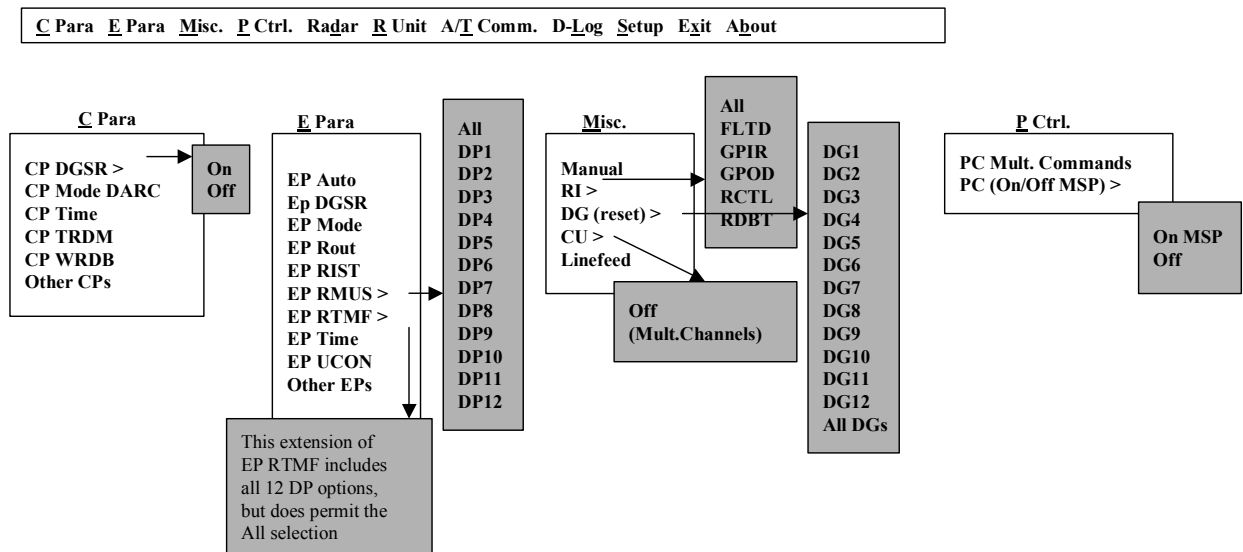 C Para E Para Misc. P Ctrl. Radar R Unit A/T Comm. D-Log Setup Exit About
C Para
CP DGSR >
CP Mode DARC
CP Time
CP TRDM
CP WRDB
Other CPs
On
Off
E Para
EP Auto
Ep DGSR
EP Mode
EP Rout
EP RIST
EP RMUS >
EP RTMF >
EP Time
EP UCON
Other EPs
This extension of
EP RTMF includes
all 12 DP options,
but does permit the
All selection
All
DP1
DP2
DP3
DP4
DP5
DP6
DP7
DP8
DP9
DP10
DP11
DP12
Misc.
Manual
RI >
DG (reset) >
CU >
Linefeed
Off
(Mult.Channels)
All
FLTD
GPIR
GPOD
RCTL
RDBT
DG1
DG2
DG3
DG4
DG5
DG6
DG7
DG8
DG9
DG10
DG11
DG12
All DGs
P Ctrl.
PC Mult. Commands
PC (On/Off MSP) >
On MSP
Off